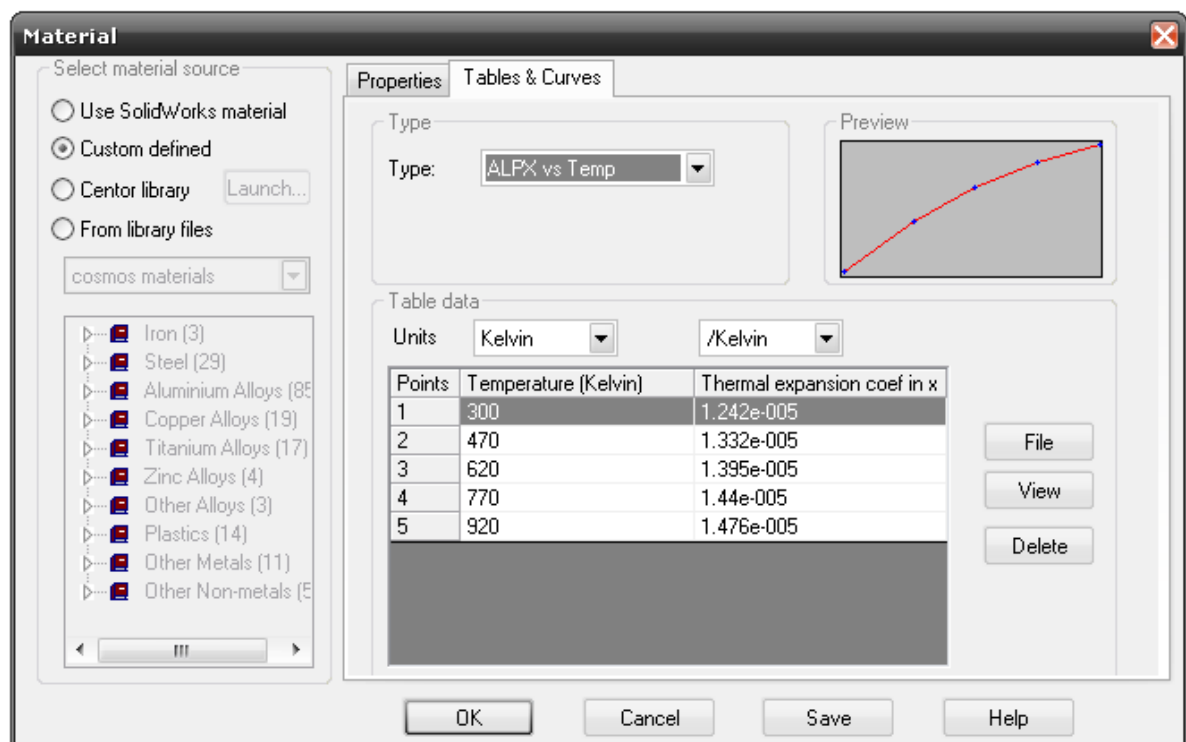 Material
Select material source
Use SolidWorks material
Custom defined
Centor library Launch...
From library files
cosmos materials
Iron (3)
Steel (29)
Aluminium Alloys (85
Copper Alloys (19)
Titanium Alloys (17)
Zinc Alloys (4)
Other Alloys (3)
Plastics (14)
Other Metals (11)
Other Non-metals (5
Properties Tables & Curves
Type
Type: ALPX vs Temp
Preview
Table data
Units Kelvin /Kelvin
Points Temperature (Kelvin) Thermal expansion coef in x
1 300 1.242e-005
2 470 1.332e-005
3 620 1.395e-005
4 770 1.44e-005
5 920 1.476e-005
File
View
Delete
OK Cancel Save Help